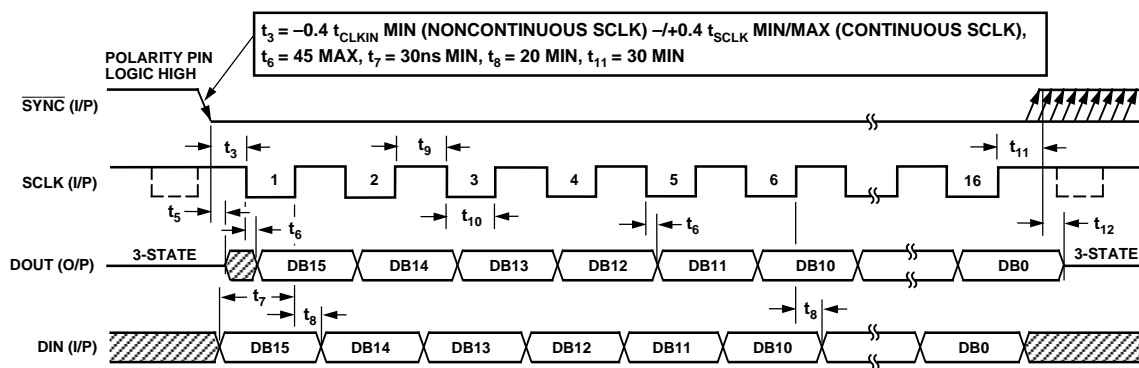 t3 = –0.4 tCLKIN MIN (NONCONTINUOUS SCLK) –/+0.4 tSCLK MIN/MAX (CONTINUOUS SCLK),
t6 = 45 MAX, t7 = 30ns MIN, t8 = 20 MIN, t11 = 30 MIN
POLARITY PIN
LOGIC HIGH
SYNC (I/P)
t3 t9 t11
SCLK (I/P) 1 2 3 4 5 6 16
t5 t6 t10 t6 t12
3-STATE 3-STATE
DOUT (O/P) DB15 DB14 DB13 DB12 DB11 DB10 DB0
t7 t8 t8
DIN (I/P) DB15 DB14 DB13 DB12 DB11 DB10 DB0